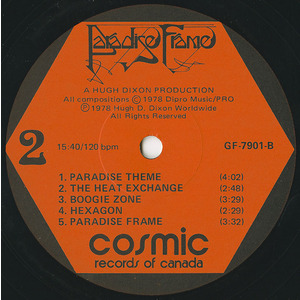 Paradise Frame
A HUGH DIXON PRODUCTION
All compositions © 1978 Dipro Music/PRO
℗ 1978 Hugh D. Dixon Worldwide
All Rights Reserved
2
15:40/120 bpm GF-7901-B
1. PARADISE THEME (4:02)
2. THE HEAT EXCHANGE (2:48)
3. BOOGIE ZONE (2:29)
4. HEXAGON (2:29)
5. PARADISE FRAME (3:32)
cosmic
records of canada